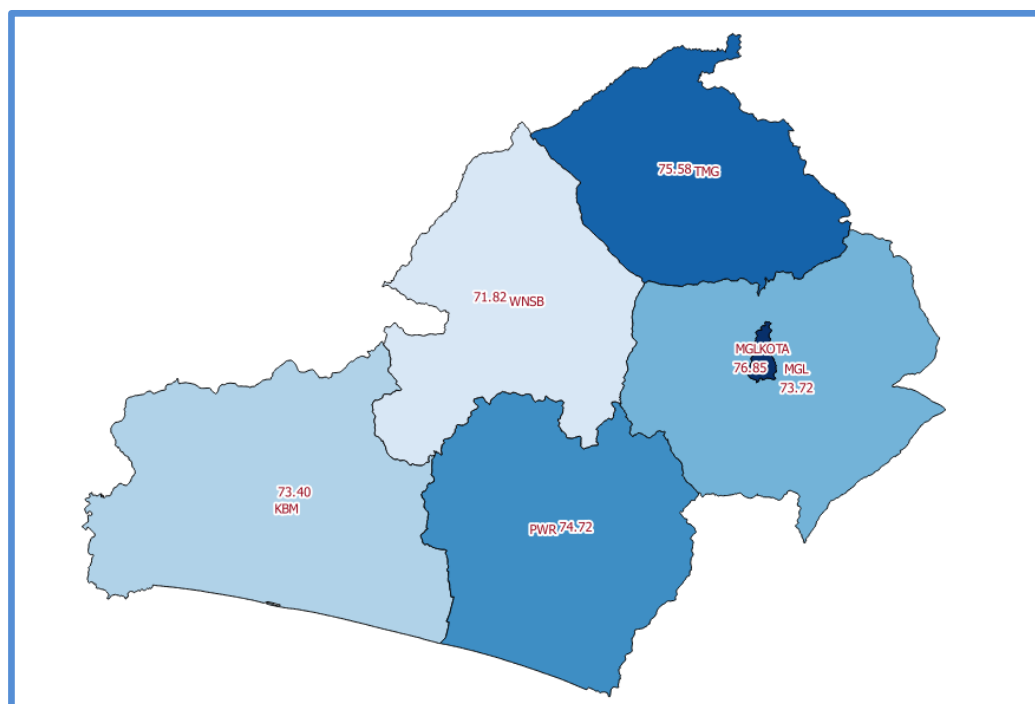 75.58 TMG
71.82 WNSB
MGLKOTA
76.85 MGL
73.72
73.40
KBM
PWR 74.72